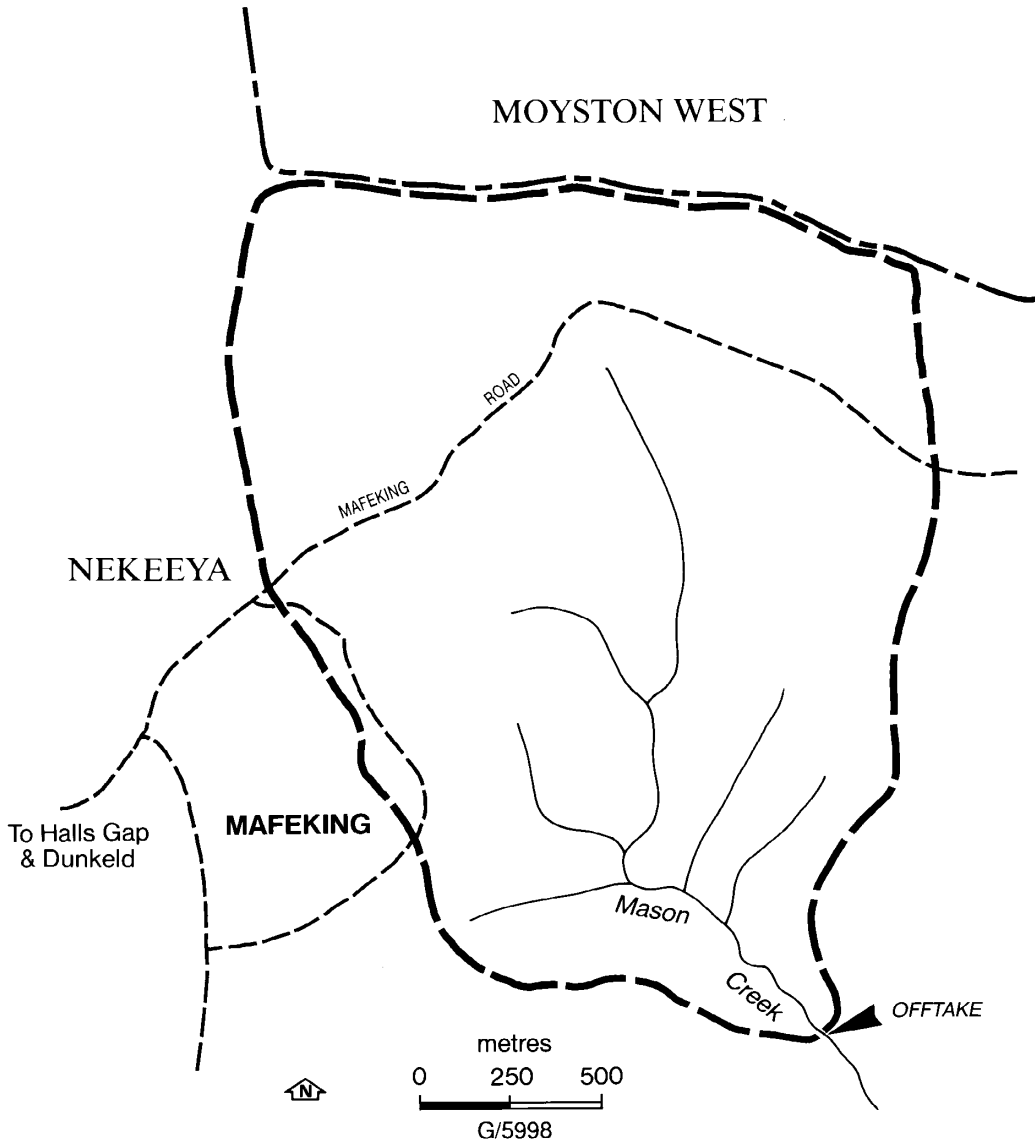 MOYSTON WEST
ROAD
MAFEKING
NEKEEYA
To Halls Gap
& Dunkeld
MAFEKING
Mason
Creek
OFFTAKE
metres
0 250 500
N
G/5998